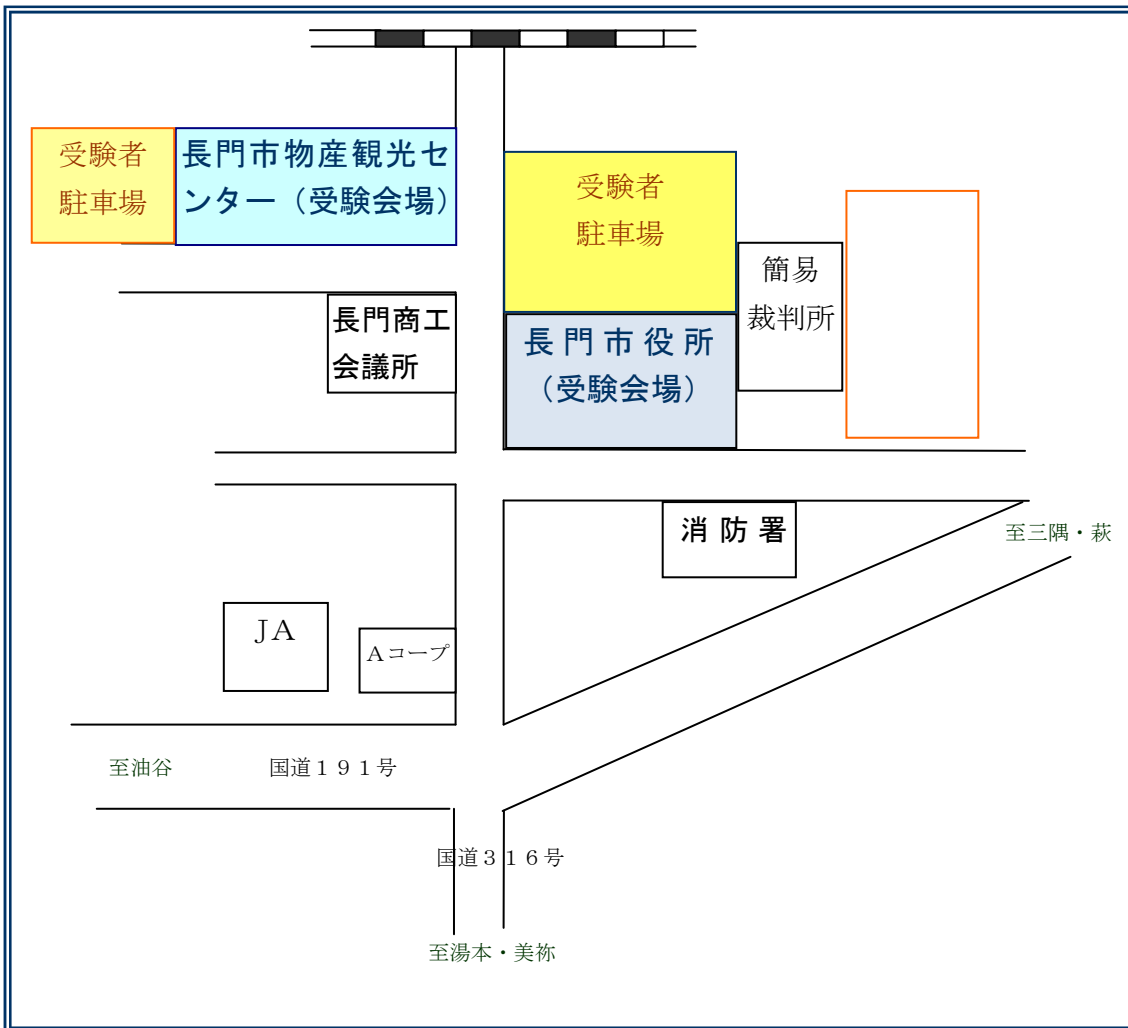 受験者
駐車場
長門市物産観光セ
ンター（受験会場）
受験者
駐車場
簡易
裁判所
長門商工
会議所
長門市役所
（受験会場）
消防署
至三隅・萩
JA
Aコープ
至油谷
国道１９１号
国道３１６号
至湯本・美祢